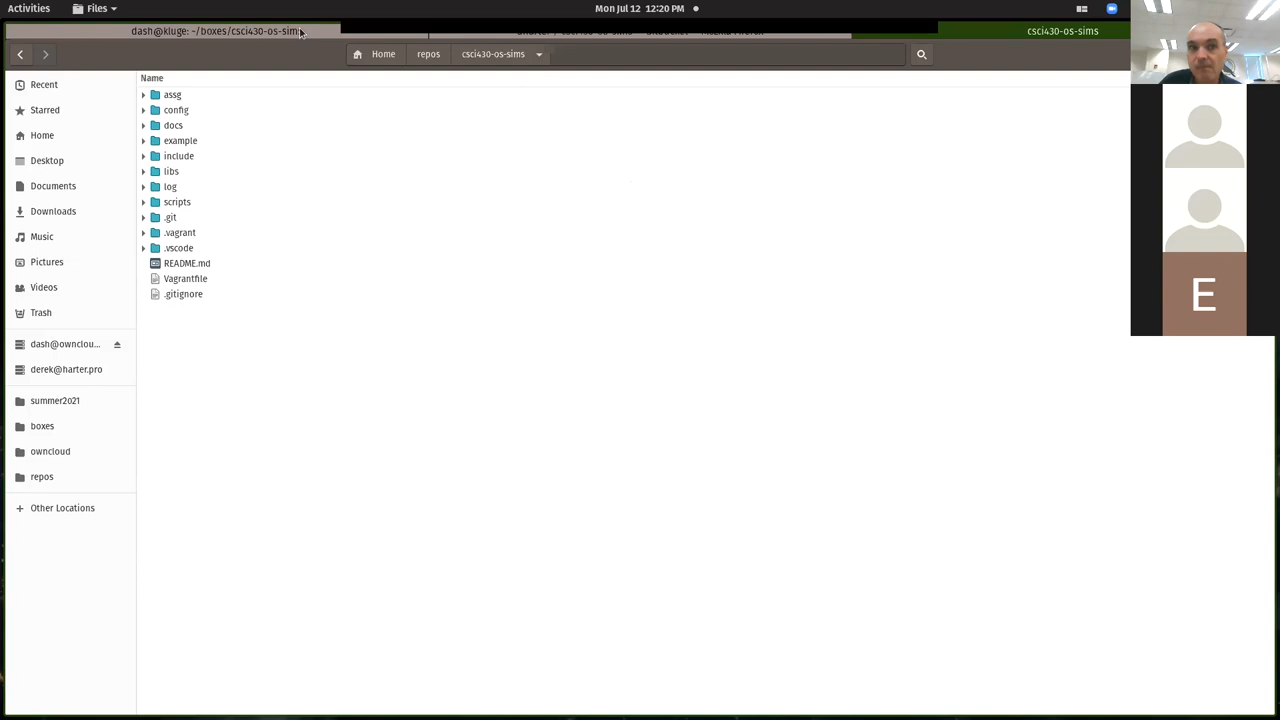 Activities
Files
Mon Jul 12 12:20 PM
dash@kluge: ~/boxes/csci430-os-sims
csci430-os-sims
Home
repos
csci430-os-sims
Recent
Starred
Home
Desktop
Documents
Downloads
Music
Pictures
Videos
Trash
dash@ownclou...
derek@harter.pro
summer2021
boxes
owncloud
repos
Other Locations
Name
assg
config
docs
example
include
libs
log
scripts
.git
.vagrant
.vscode
README.md
Vagrantfile
.gitignore
E